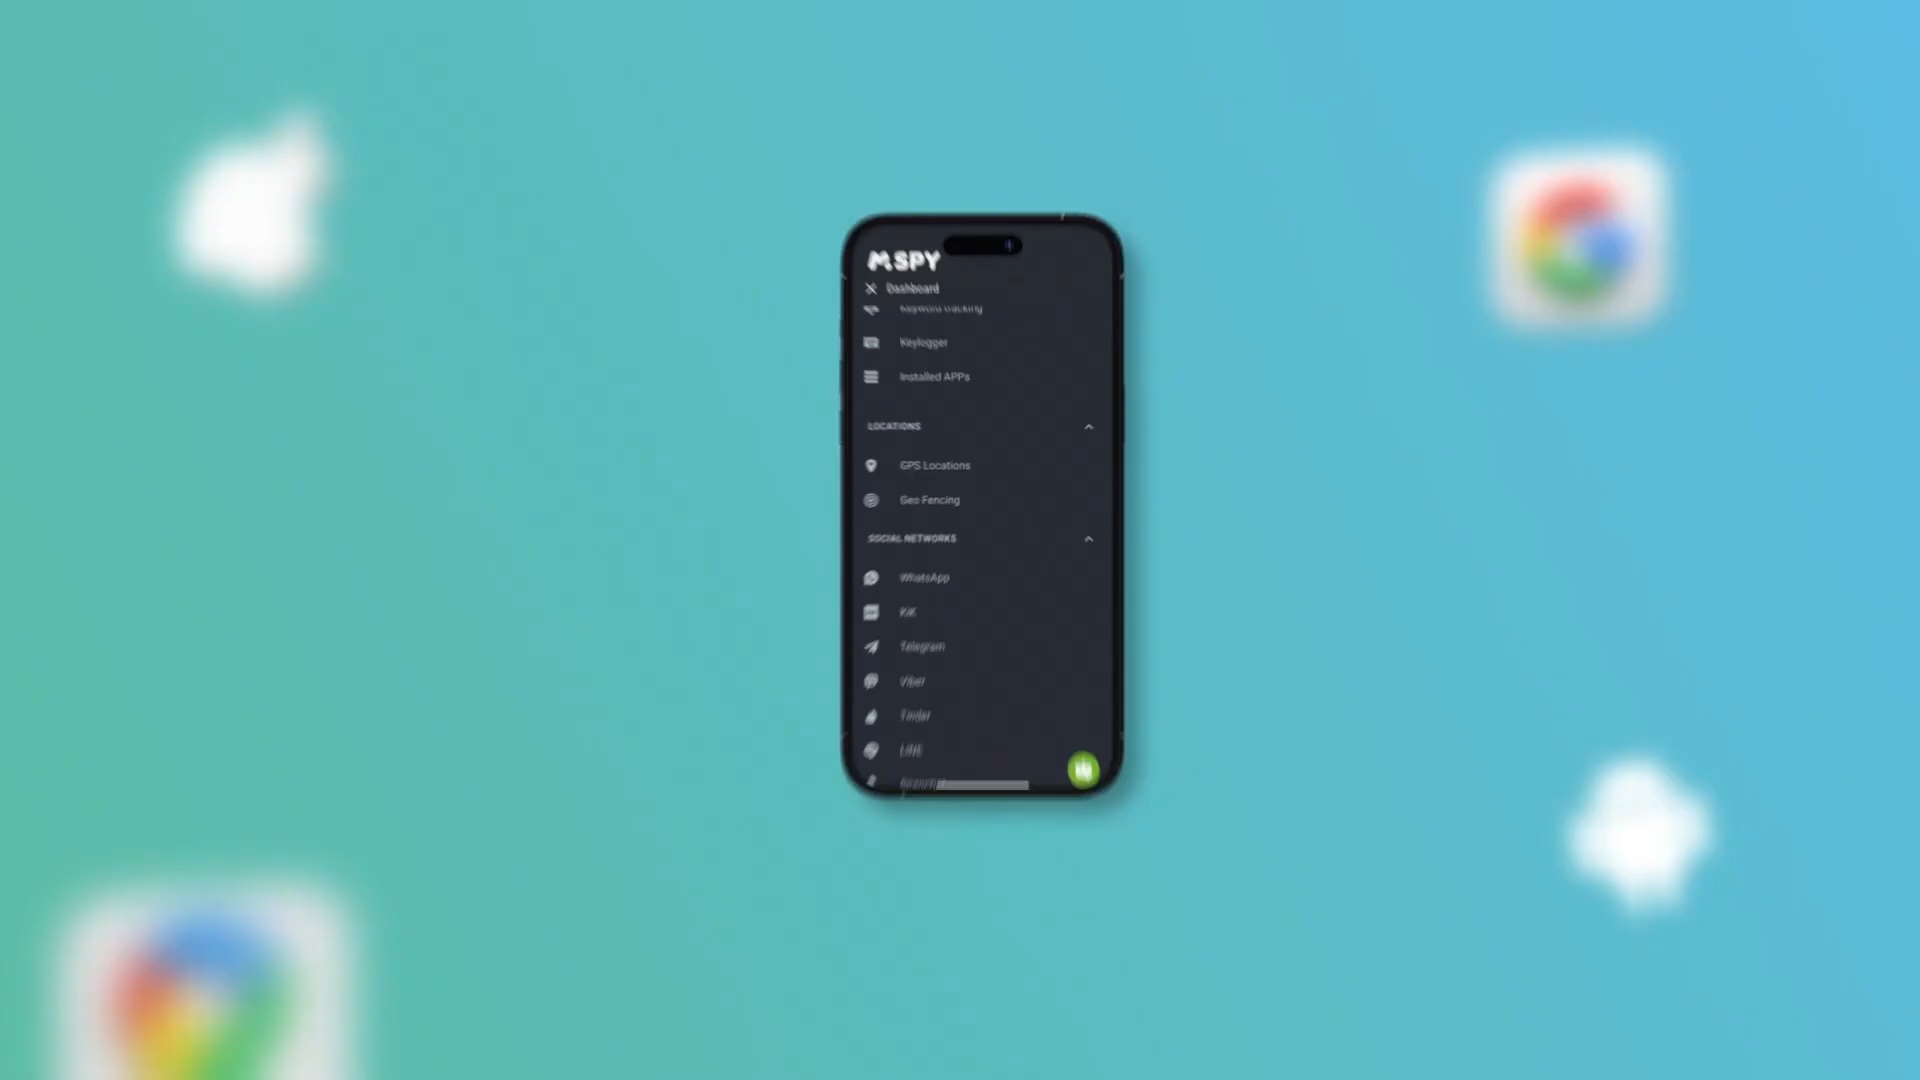 mSPY
Dashboard
Keyword tracking
Keylogger
Installed APPs
LOCATIONS
GPS Locations
Geo Fencing
SOCIAL NETWORKS
WhatsApp
KiK
Telegram
Viber
Tinder
LINE